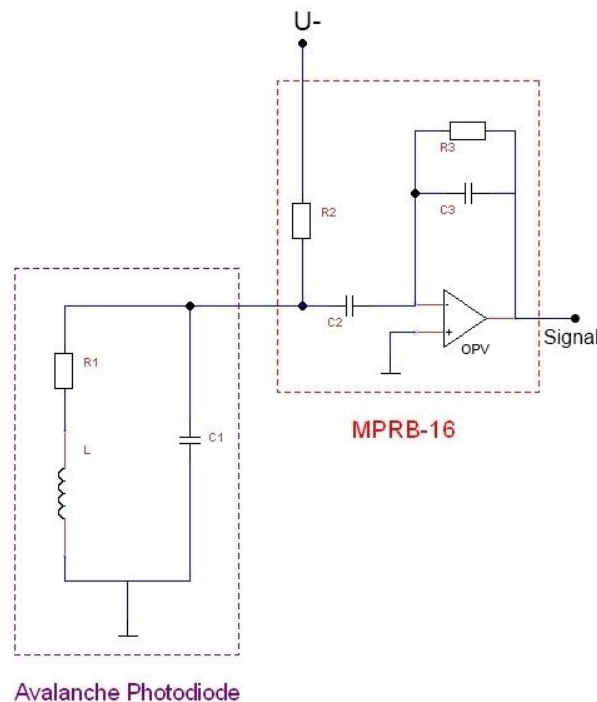 U-
R3
C3
R2
C2
-
+
OPV
Signal
MPRB-16
R1
L
C1
Avalanche Photodiode